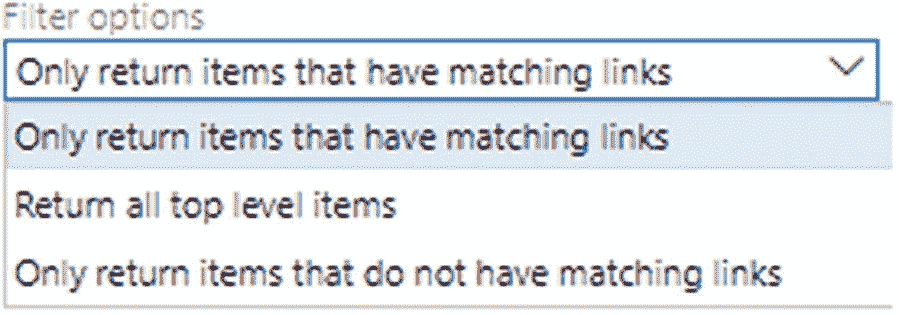 Filter options
Only return items that have matching links
Only return items that have matching links
Return all top level items
Only return items that do not have matching links